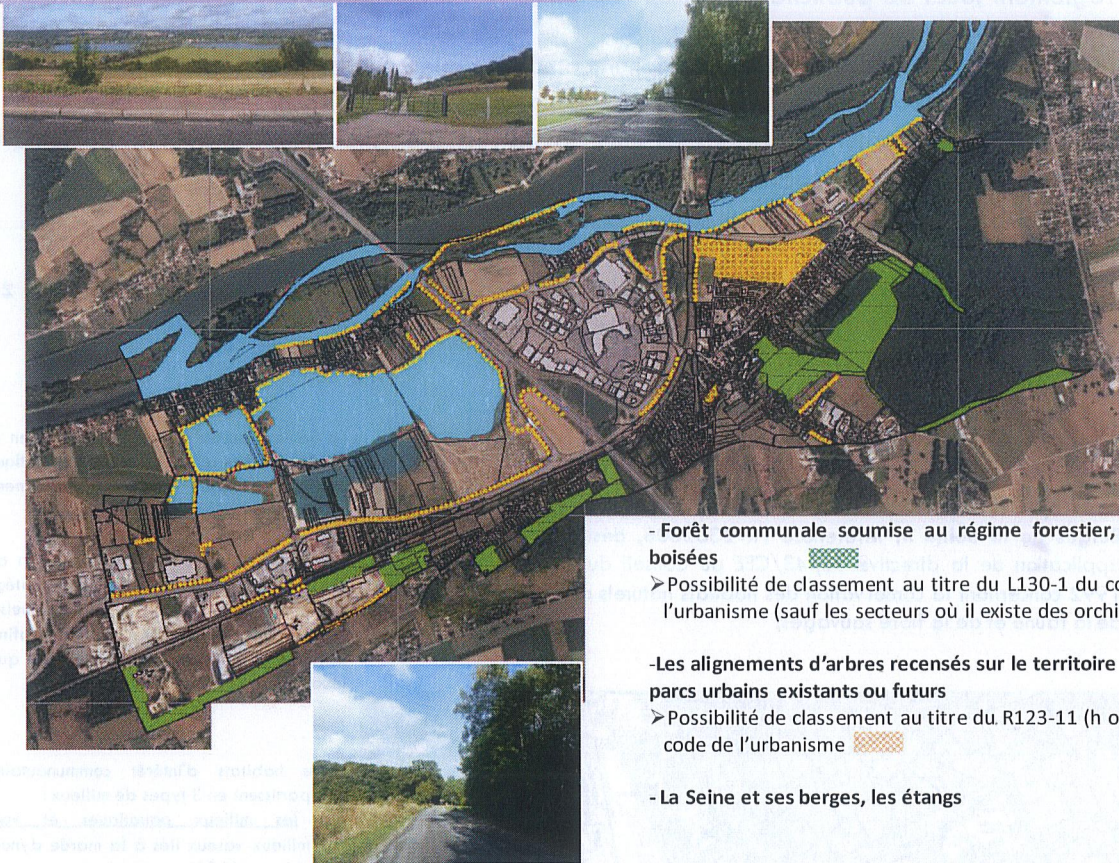 - Forêt communale soumise au régime forestier,
boisées
➢Possibilité de classement au titre du L130-1 du co
l’urbanisme (sauf les secteurs où il existe des orchi
-Les alignements d’arbres recensés sur le territoire
parcs urbains existants ou futurs
➢Possibilité de classement au titre du R123-11 (h o
code de l’urbanisme
- La Seine et ses berges, les étangs